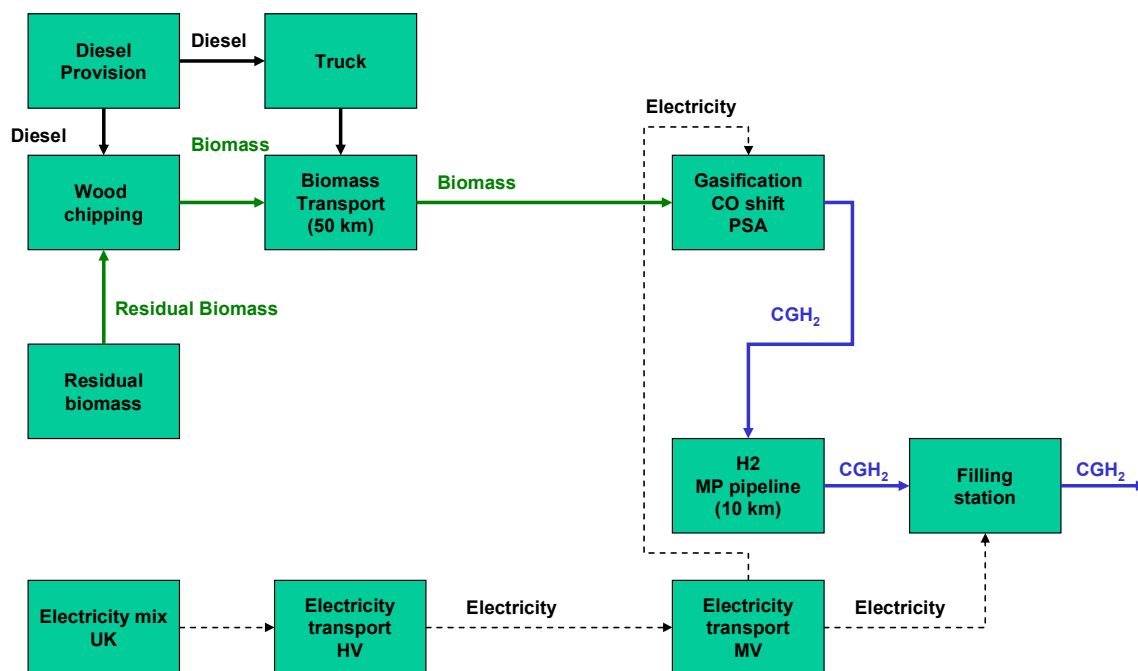 Diesel
Provision
Diesel
Truck
Diesel
Biomass
Electricity
Wood
chipping
Biomass
Transport
(50 km)
Biomass
Gasification
CO shift
PSA
Residual Biomass
CGH₂
Residual
biomass
H2
MP pipeline
(10 km)
CGH₂
Filling
station
CGH₂
Electricity mix
UK
Electricity
transport
HV
Electricity
Electricity
transport
MV
Electricity